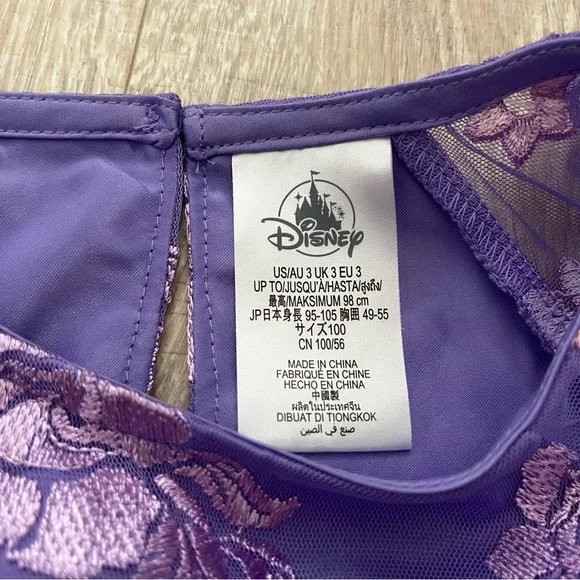 Disney
US/AU 3 UK 3 EU 3
UP TO/JUSQU'À/HASTA/สูงถึง/
最高/MAKSIMUM 98 cm
JP日本身長 95-105 胸囲 49-55
サイズ100
CN 100/56
MADE IN CHINA
FABRIQUÉ EN CHINE
HECHO EN CHINA
中國製
ผลิตในประเทศจีน
DIBUAT DI TIONGKOK
صنع في الصين